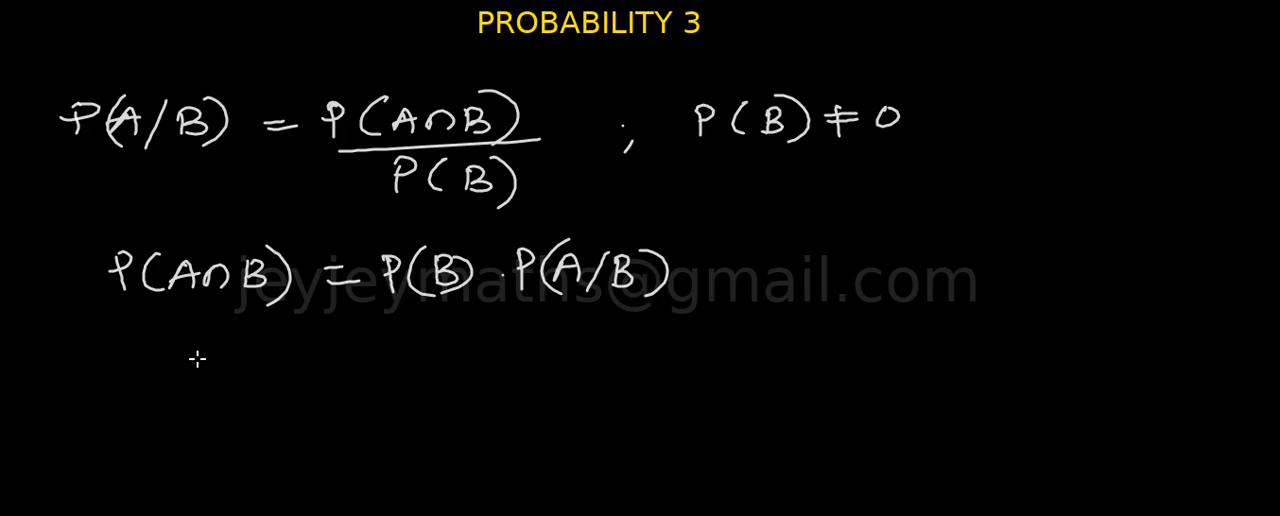 PROBABILITY 3
P(A/B) = P(A∩B) / P(B) ; P(B) ≠ 0
P(A∩B) = P(B) . P(A/B)
jeyjeymaths@gmail.com